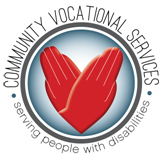 COMMUNITY VOCATIONAL SERVICES
• serving people with disabilities •